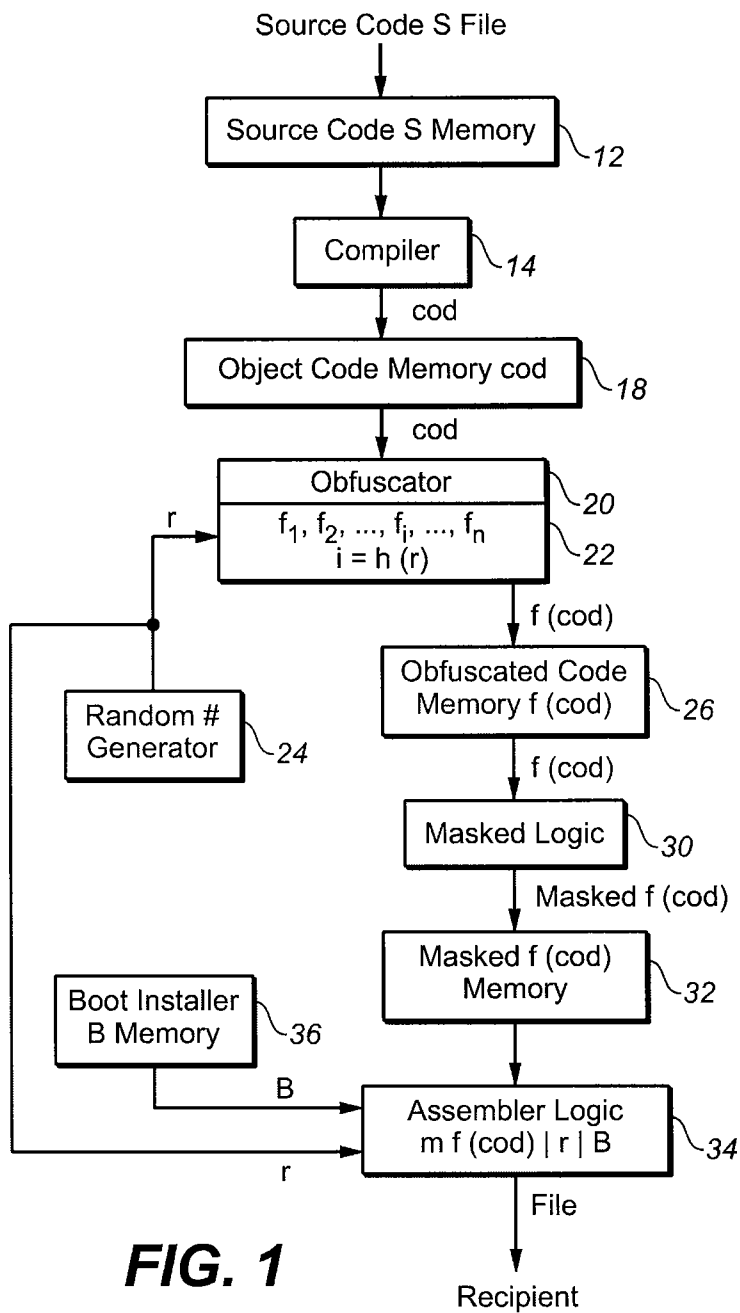 Source Code S File
Source Code S Memory
12
Compiler
14
cod
Object Code Memory cod
18
cod
Obfuscator
20
r
f1, f2, ..., fi, ..., fn
i = h (r)
22
f (cod)
Obfuscated Code
Memory f (cod)
26
Random #
Generator
24
f (cod)
Masked Logic
30
Masked f (cod)
Masked f (cod)
Memory
32
Boot Installer
B Memory
36
B
Assembler Logic
m f (cod) | r | B
34
r
File
FIG. 1
Recipient